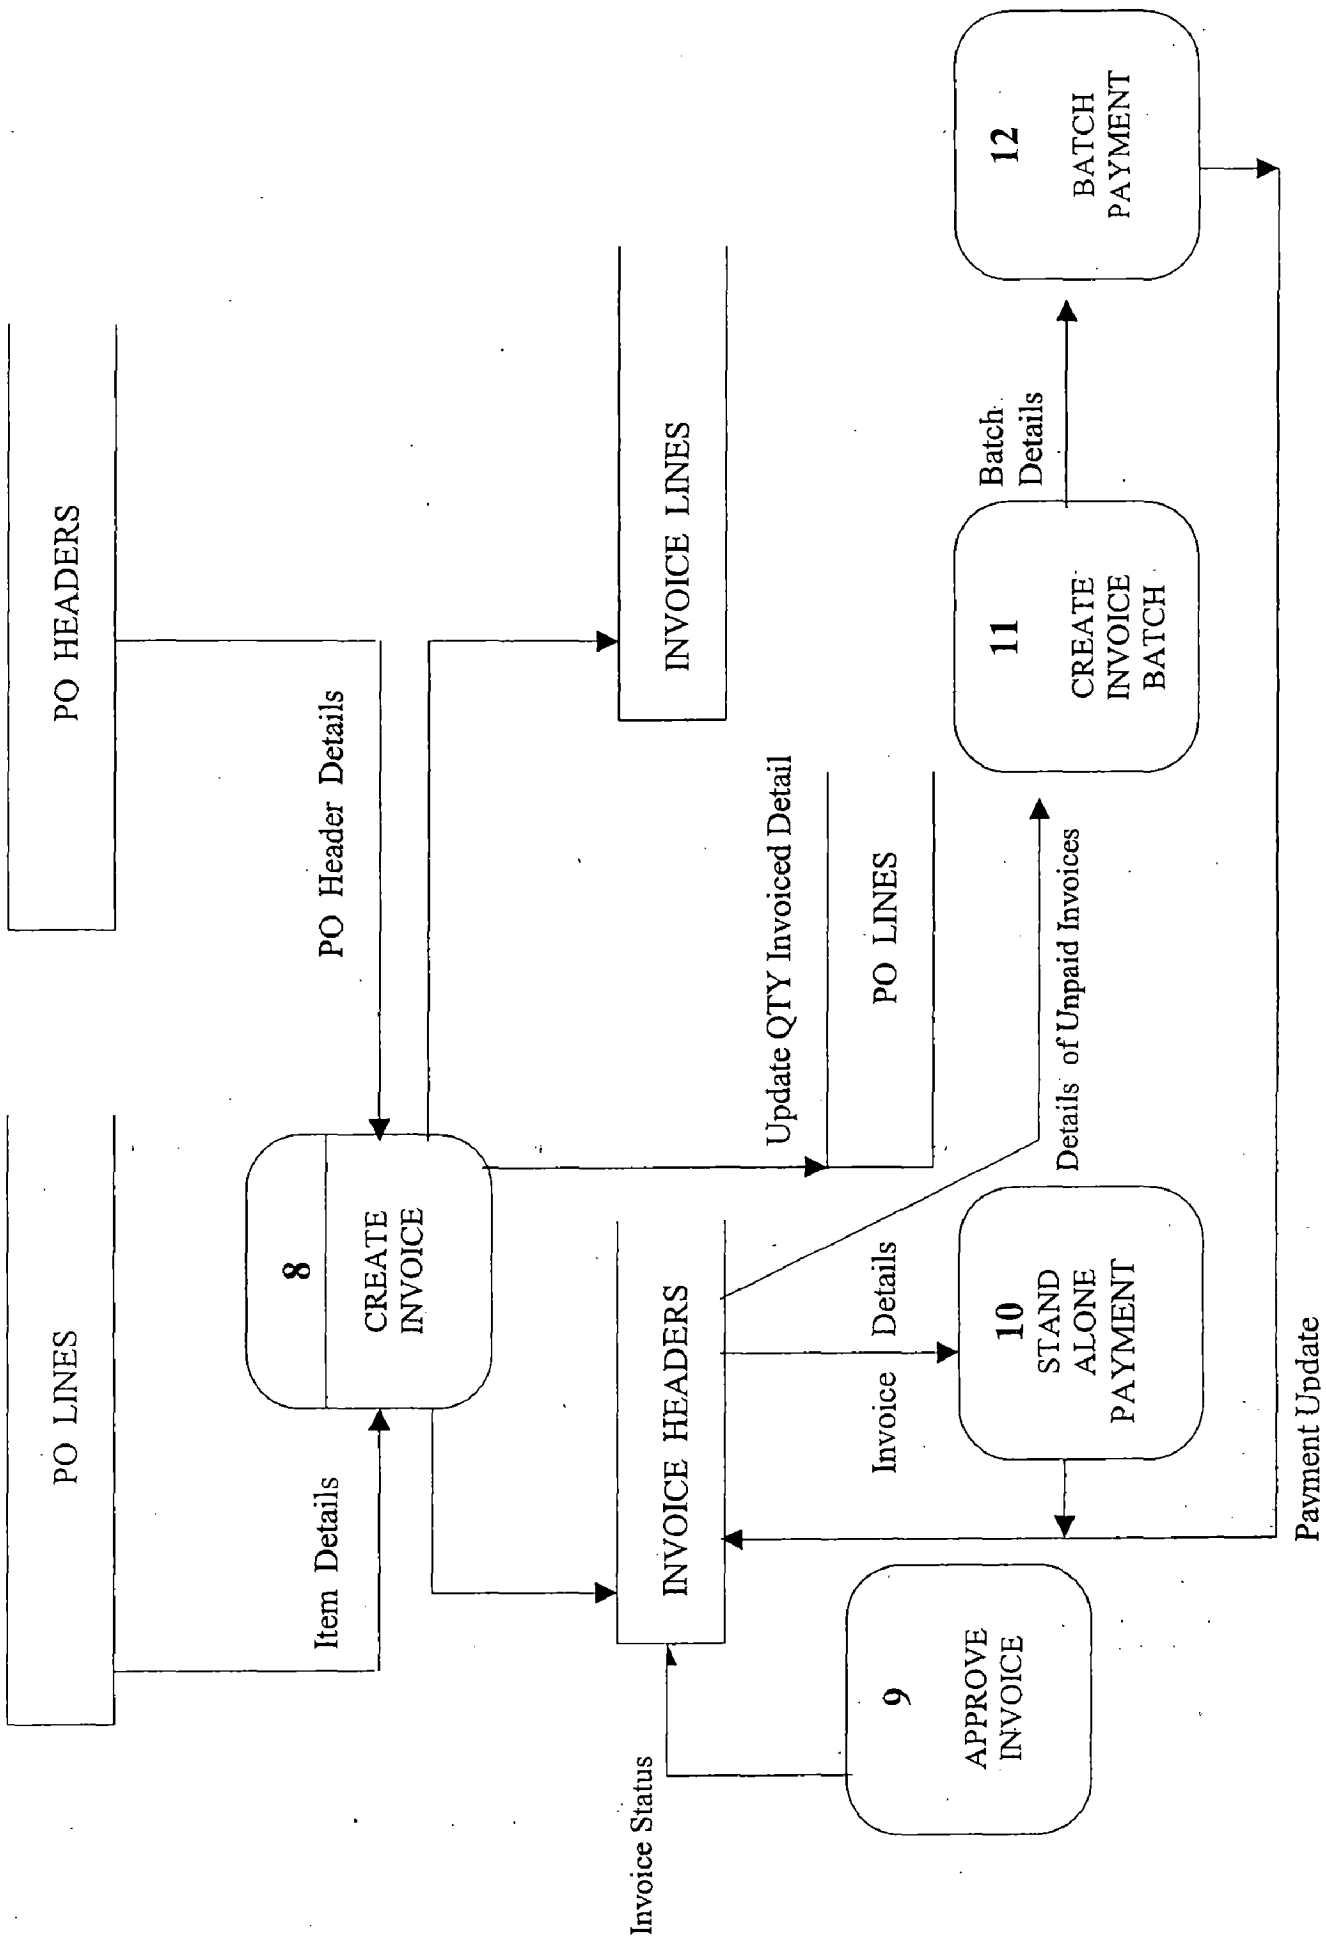 PO LINES
PO HEADERS
Item Details
PO Header Details
8
CREATE
INVOICE
INVOICE HEADERS
INVOICE LINES
Update QTY Invoiced Detail
PO LINES
Invoice Status
Invoice Details
Details of Unpaid Invoices
Batch
Details
9
APPROVE
INVOICE
10
STAND
ALONE
PAYMENT
11
CREATE
INVOICE
BATCH
12
BATCH
PAYMENT
Payment Update